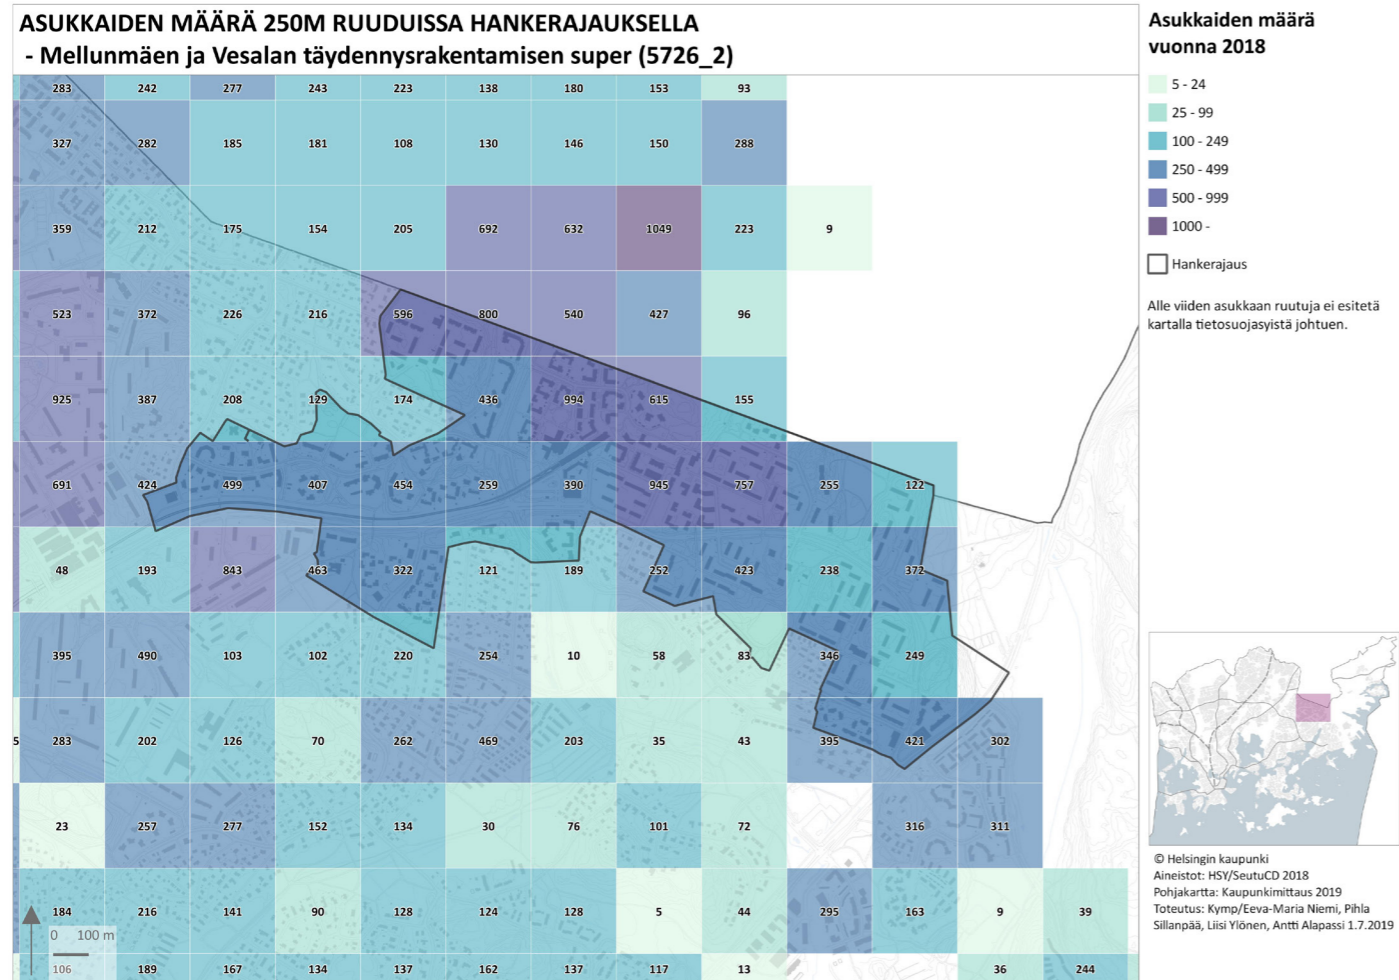 ASUKKAIDEN MÄÄRÄ 250M RUUDUISSA HANKERAJAUKSELLA
- Mellunmäen ja Vesalan täydennysrakentamisen super (5726_2)
283 242 277 243 223 138 180 153 93
327 282 185 181 108 130 146 150 288
359 212 175 154 205 692 632 1049 223 9
523 372 226 216 596 800 540 427 96
925 387 208 129 174 436 994 615 155
691 424 499 407 454 259 390 945 757 255 122
48 193 843 463 322 121 189 252 423 238 372
395 490 103 102 220 254 10 58 83 346 249
5 283 202 126 70 262 469 203 35 43 395 421 302
23 257 277 152 134 30 76 101 72 316 311
184 216 141 90 128 124 128 5 44 295 163 9 39
0 100 m
106 189 167 134 137 162 137 117 13 36 244
Asukkaiden määrä
vuonna 2018
5 - 24
25 - 99
100 - 249
250 - 499
500 - 999
1000 -
Hankerajaus
Alle viiden asukkaan ruutuja ei esitetä
kartalla tietosuojasyistä johtuen.
© Helsingin kaupunki
Aineistot: HSY/SeutuCD 2018
Pohjakartta: Kaupunkimittaus 2019
Toteutus: Kymp/Eeva-Maria Niemi, Pihla
Sillanpää, Liisi Ylönen, Antti Alapassi 1.7.2019